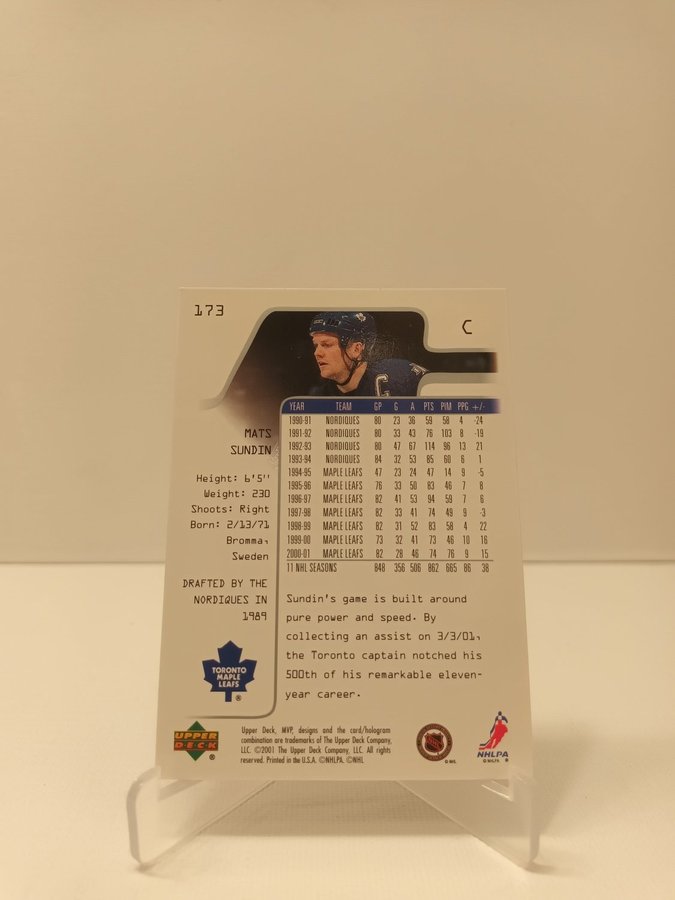 173
C
C
MATS
SUNDIN
Height: 6'5''
Weight: 230
Shoots: Right
Born: 2/13/71
Bromma,
Sweden
DRAFTED BY THE
NORDIQUES IN
1989
TORONTO
MAPLE
LEAFS
®
YEAR TEAM GP G A PTS PIM PPG +/-
1990-91 NORDIQUES 80 23 36 59 58 4 -24
1991-92 NORDIQUES 80 33 43 76 103 8 -19
1992-93 NORDIQUES 80 47 67 114 96 13 21
1993-94 NORDIQUES 84 32 53 85 60 6 1
1994-95 MAPLE LEAFS 47 23 24 47 14 9 -5
1995-96 MAPLE LEAFS 76 33 50 83 46 7 8
1996-97 MAPLE LEAFS 82 41 53 94 59 7 6
1997-98 MAPLE LEAFS 82 33 41 74 49 9 -3
1998-99 MAPLE LEAFS 82 31 52 83 58 4 22
1999-00 MAPLE LEAFS 73 32 41 73 46 10 16
2000-01 MAPLE LEAFS 82 28 46 74 76 9 15
11 NHL SEASONS 848 356 506 862 665 86 38
Sundin's game is built around
pure power and speed. By
collecting an assist on 3/3/01,
the Toronto captain notched his
500th of his remarkable eleven-
year career.
UPPER
DECK
®
Upper Deck, MVP, designs and the card/hologram
combination are trademarks of The Upper Deck Company,
LLC. ©2001 The Upper Deck Company, LLC. All rights
reserved. Printed in the U.S.A. ©NHLPA. ©NHL
NHLPA